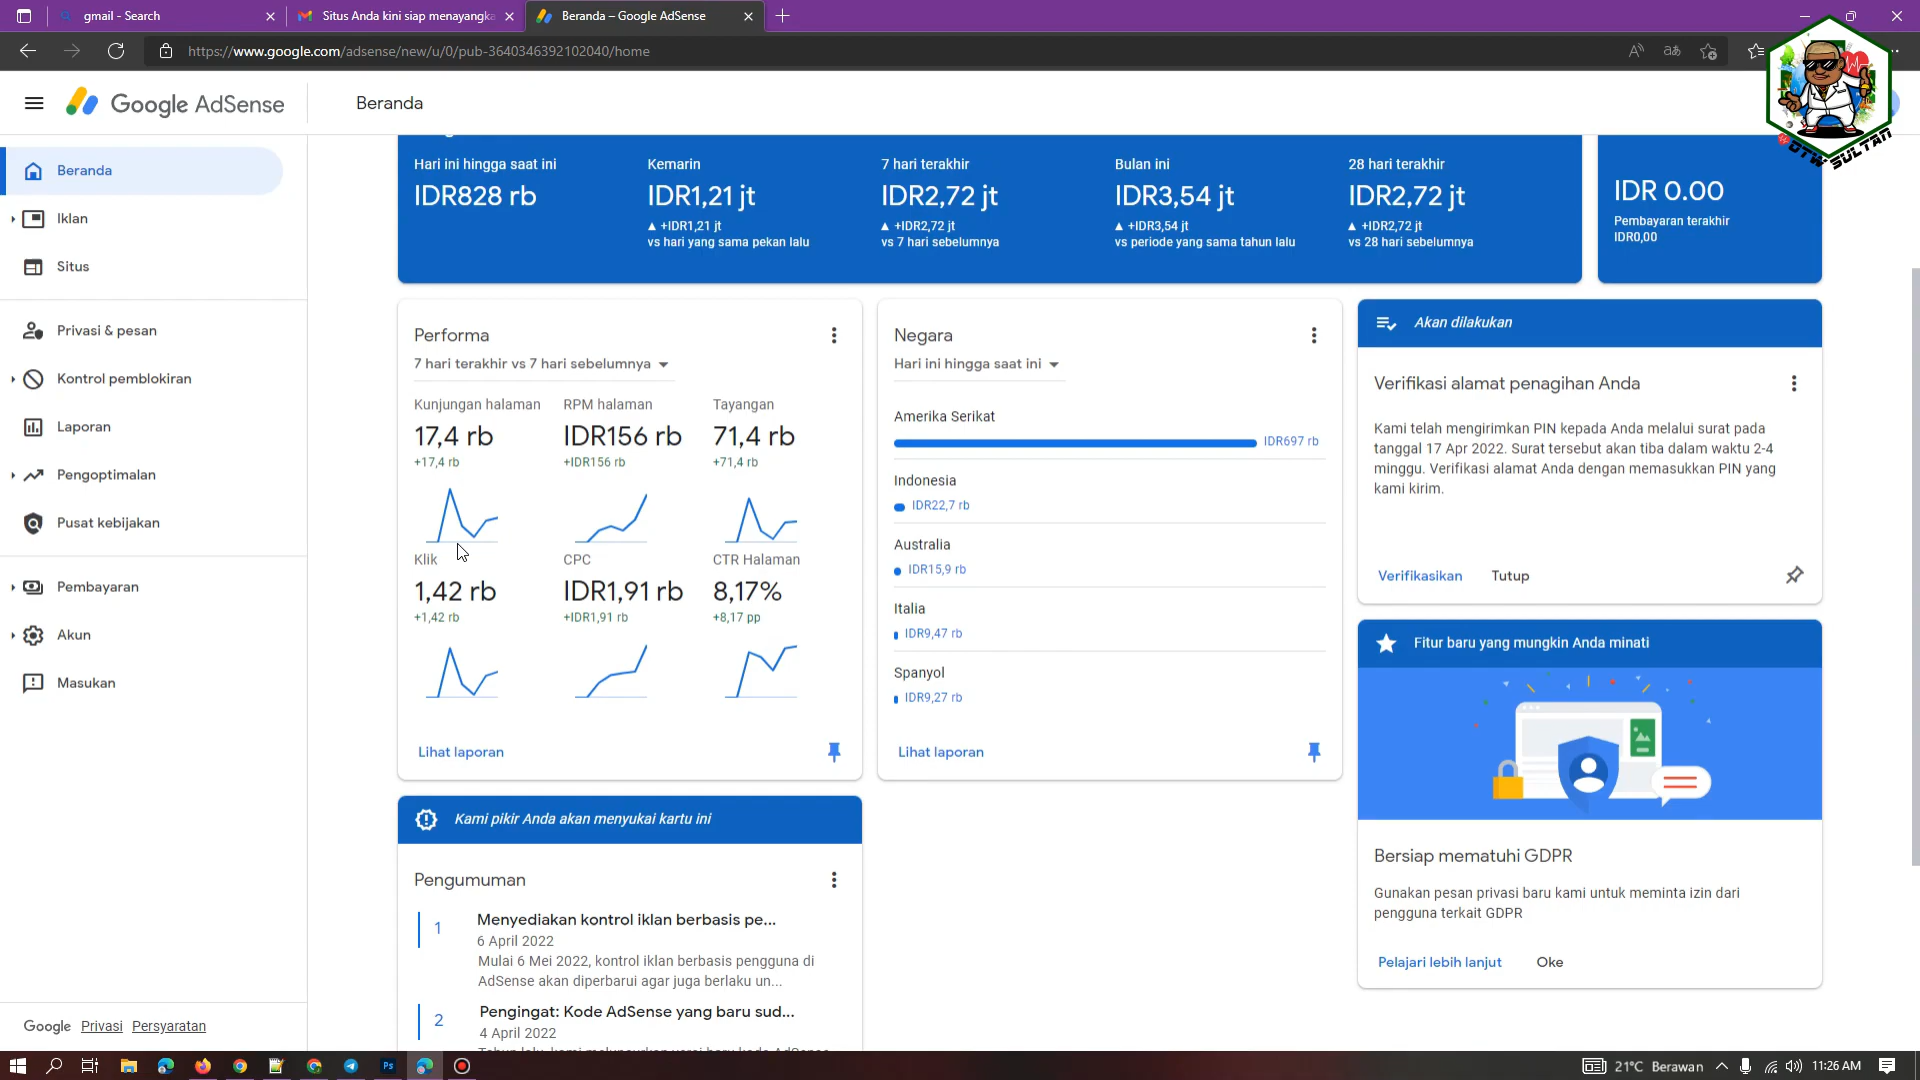 gmail - Search
Situs Anda kini siap menayangka
Beranda – Google AdSense
https://www.google.com/adsense/new/u/0/pub-3640346392102040/home
Google AdSense
Beranda
OTW SULTAN
Beranda
Iklan
Situs
Privasi & pesan
Kontrol pemblokiran
Laporan
Pengoptimalan
Pusat kebijakan
Pembayaran
Akun
Masukan
Google Privasi Persyaratan
Hari ini hingga saat ini
IDR828 rb
Kemarin
IDR1,21 jt
▲ +IDR1,21 jt
vs hari yang sama pekan lalu
7 hari terakhir
IDR2,72 jt
▲ +IDR2,72 jt
vs 7 hari sebelumnya
Bulan ini
IDR3,54 jt
▲ +IDR3,54 jt
vs periode yang sama tahun lalu
28 hari terakhir
IDR2,72 jt
▲ +IDR2,72 jt
vs 28 hari sebelumnya
IDR 0.00
Pembayaran terakhir
IDR0,00
Performa
7 hari terakhir vs 7 hari sebelumnya
Kunjungan halaman
17,4 rb
+17,4 rb
RPM halaman
IDR156 rb
+IDR156 rb
Tayangan
71,4 rb
+71,4 rb
Klik
1,42 rb
+1,42 rb
CPC
IDR1,91 rb
+IDR1,91 rb
CTR Halaman
8,17%
+8,17 pp
Lihat laporan
Negara
Hari ini hingga saat ini
Amerika Serikat
IDR697 rb
Indonesia
IDR22,7 rb
Australia
IDR15,9 rb
Italia
IDR9,47 rb
Spanyol
IDR9,27 rb
Lihat laporan
Akan dilakukan
Verifikasi alamat penagihan Anda
Kami telah mengirimkan PIN kepada Anda melalui surat pada
tanggal 17 Apr 2022. Surat tersebut akan tiba dalam waktu 2-4
minggu. Verifikasi alamat Anda dengan memasukkan PIN yang
kami kirim.
Verifikasikan Tutup
Fitur baru yang mungkin Anda minati
Bersiap mematuhi GDPR
Gunakan pesan privasi baru kami untuk meminta izin dari
pengguna terkait GDPR
Pelajari lebih lanjut Oke
Kami pikir Anda akan menyukai kartu ini
Pengumuman
1
Menyediakan kontrol iklan berbasis pe...
6 April 2022
Mulai 6 Mei 2022, kontrol iklan berbasis pengguna di
AdSense akan diperbarui agar juga berlaku un...
2
Pengingat: Kode AdSense yang baru sud...
4 April 2022
Ps
21°C Berawan
11:26 AM